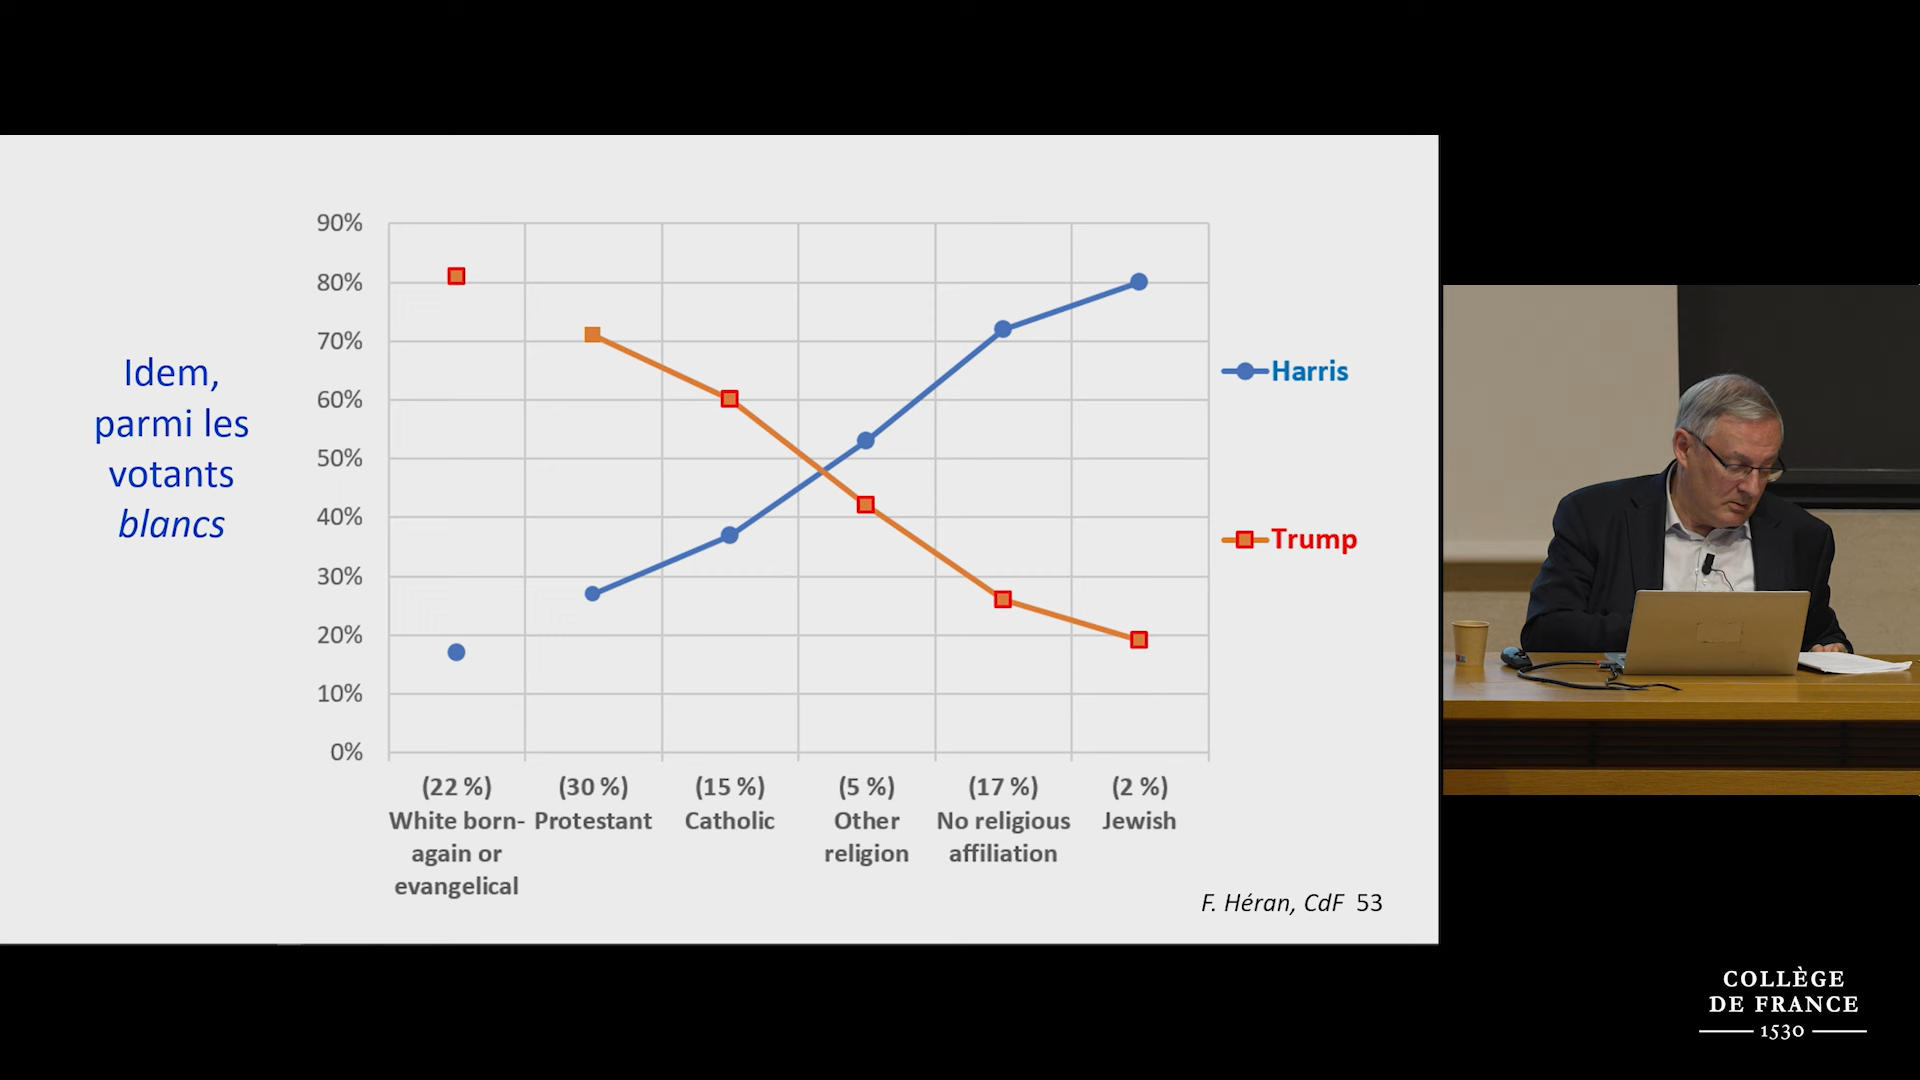 Idem,
parmi les
votants
blancs
90%
80%
70%
60%
50%
40%
30%
20%
10%
0%
Harris
Trump
(22 %)
White born-
again or
evangelical
(30 %)
Protestant
(15 %)
Catholic
(5 %)
Other
religion
(17 %)
No religious
affiliation
(2 %)
Jewish
F. Héran, CdF 53
COLLÈGE
DE FRANCE
1530